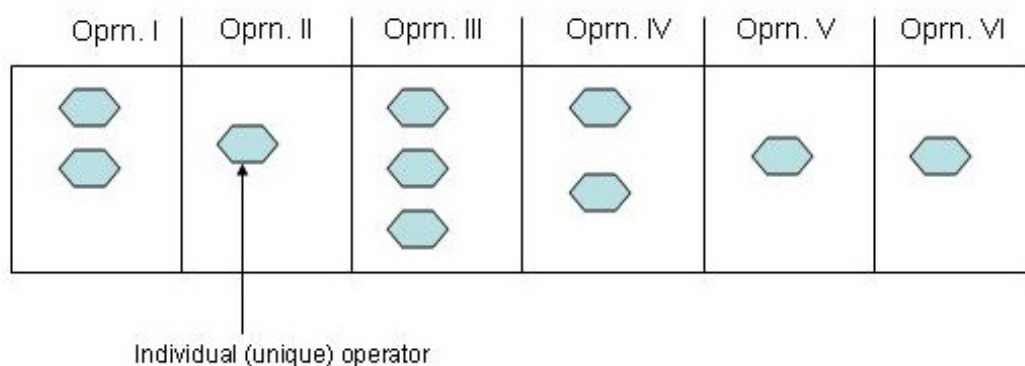 Oprn. I Oprn. II Oprn. III Oprn. IV Oprn. V Oprn. VI
Individual (unique) operator